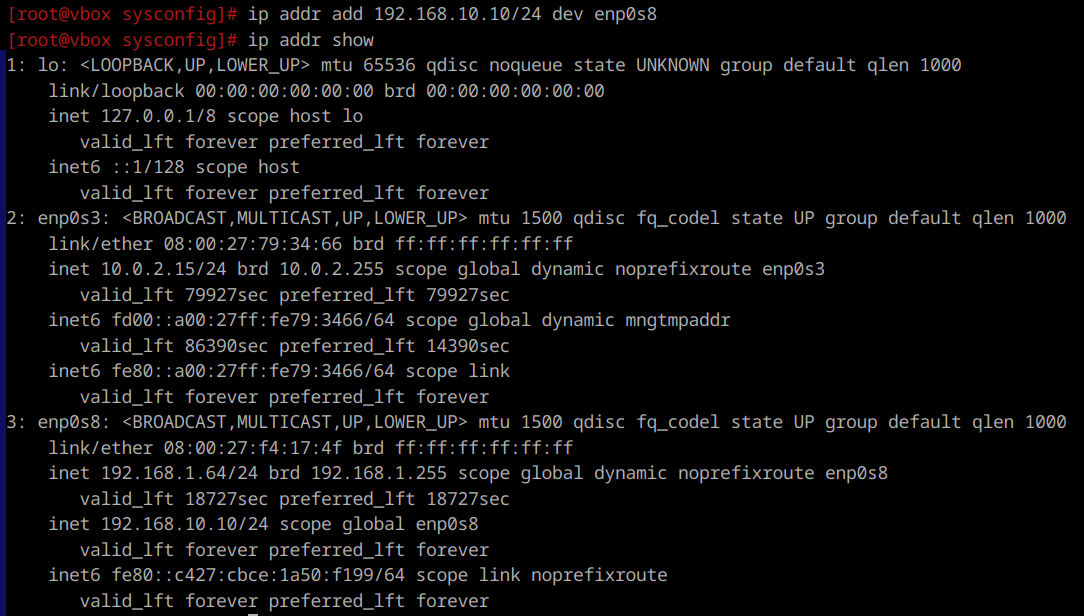 [root@vbox sysconfig]# ip addr add 192.168.10.10/24 dev enp0s8
[root@vbox sysconfig]# ip addr show
1: lo: <LOOPBACK,UP,LOWER_UP> mtu 65536 qdisc noqueue state UNKNOWN group default qlen 1000
    link/loopback 00:00:00:00:00:00 brd 00:00:00:00:00:00
    inet 127.0.0.1/8 scope host lo
       valid_lft forever preferred_lft forever
    inet6 ::1/128 scope host
       valid_lft forever preferred_lft forever
2: enp0s3: <BROADCAST,MULTICAST,UP,LOWER_UP> mtu 1500 qdisc fq_codel state UP group default qlen 1000
    link/ether 08:00:27:79:34:66 brd ff:ff:ff:ff:ff:ff
    inet 10.0.2.15/24 brd 10.0.2.255 scope global dynamic noprefixroute enp0s3
       valid_lft 79927sec preferred_lft 79927sec
    inet6 fd00::a00:27ff:fe79:3466/64 scope global dynamic mngtmpaddr
       valid_lft 86390sec preferred_lft 14390sec
    inet6 fe80::a00:27ff:fe79:3466/64 scope link
       valid_lft forever preferred_lft forever
3: enp0s8: <BROADCAST,MULTICAST,UP,LOWER_UP> mtu 1500 qdisc fq_codel state UP group default qlen 1000
    link/ether 08:00:27:f4:17:4f brd ff:ff:ff:ff:ff:ff
    inet 192.168.1.64/24 brd 192.168.1.255 scope global dynamic noprefixroute enp0s8
       valid_lft 18727sec preferred_lft 18727sec
    inet 192.168.10.10/24 scope global enp0s8
       valid_lft forever preferred_lft forever
    inet6 fe80::c427:cbce:1a50:f199/64 scope link noprefixroute
       valid_lft forever preferred_lft forever